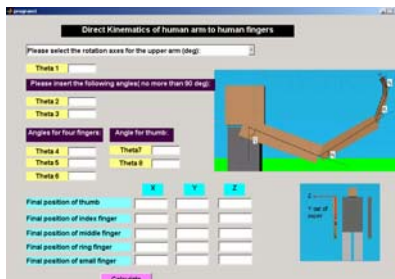 program1
Direct Kinematics of human arm to human fingers
Please select the rotation axes for the upper arm (deg):
Theta 1
Please insert the following angles( no more than 90 deg):
Theta 2
Theta 3
Angles for four fingers:
Angle for thumb:
Theta 4
Theta7
Theta 5
Theta 8
Theta 6
X Y Z
Final position of thumb
Final position of index finger
Final position of middle finger
Final position of ring finger
Final position of small finger
Calculate